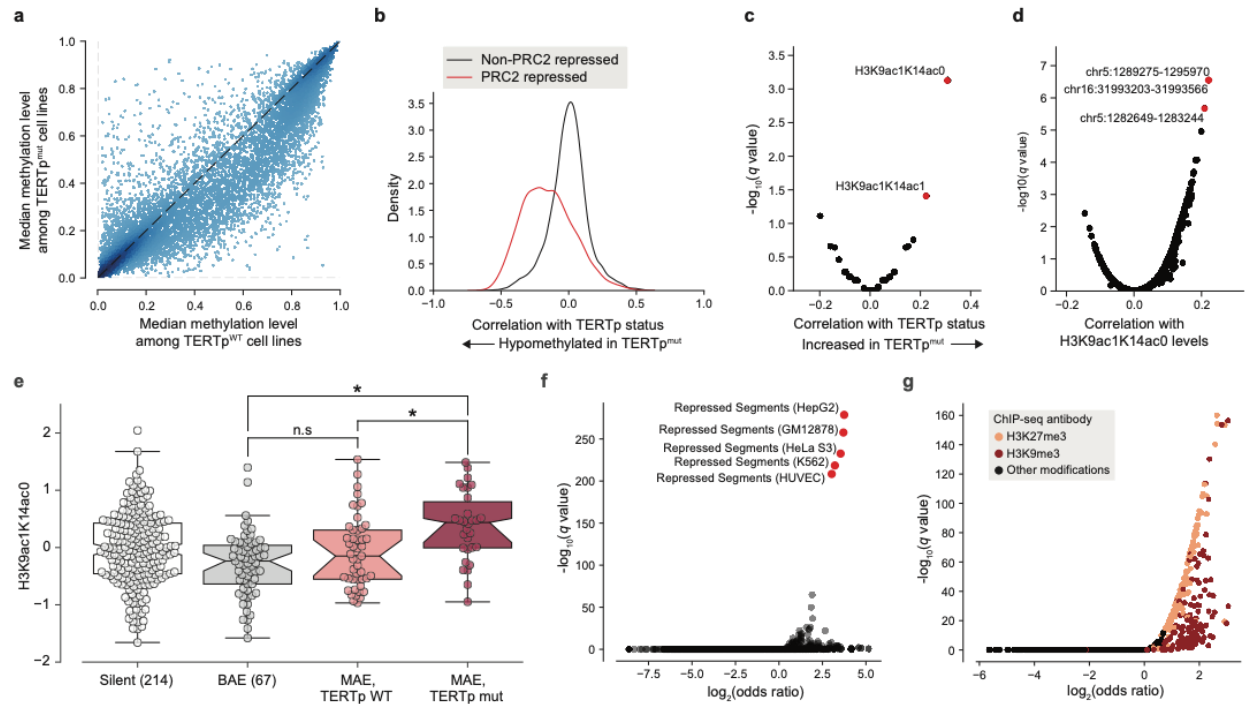 a
Median methylation level
among TERTp^mut cell lines
1.0
0.8
0.6
0.4
0.2
0.0
0.0 0.2 0.4 0.6 0.8 1.0
Median methylation level
among TERTp^WT cell lines
b
Non-PRC2 repressed
PRC2 repressed
Density
3.5
3.0
2.5
2.0
1.5
1.0
0.5
0.0
−1.0 −0.5 0.0 0.5 1.0
Correlation with TERTp status
Hypomethylated in TERTp^mut
c
-log10(q value)
3.5
3.0
2.5
2.0
1.5
1.0
0.5
0.0
H3K9ac1K14ac0
H3K9ac1K14ac1
−0.2 0.0 0.2 0.4
Correlation with TERTp status
Increased in TERTp^mut
d
-log10(q value)
7
6
5
4
3
2
1
0
chr5:1289275-1295970
chr16:31993203-31993566
chr5:1282649-1283244
−0.2 0.0 0.2
Correlation with
H3K9ac1K14ac0 levels
e
H3K9ac1K14ac0
2
1
0
−1
−2
n.s
*
*
Silent (214)
BAE (67)
MAE,
TERTp WT
MAE,
TERTp mut
f
-log10(q value)
300
250
200
150
100
50
0
Repressed Segments (HepG2)
Repressed Segments (GM12878)
Repressed Segments (HeLa S3)
Repressed Segments (K562)
Repressed Segments (HUVEC)
−7.5 −5.0 −2.5 0 2.5 5.0
log2(odds ratio)
g
-log10(q value)
160
140
120
100
80
60
40
20
0
ChIP-seq antibody
H3K27me3
H3K9me3
Other modifications
−6 −4 −2 0 2
log2(odds ratio)